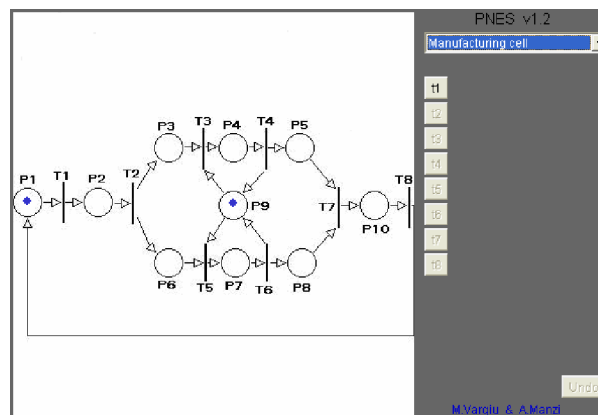 PNES v1.2
Manufacturing cell
t1
t2
t3
t4
t5
t6
t7
t8
P3
T3
P4
T4
P5
P1
T1
P2
T2
P9
T7
T8
P10
P6
T5
P7
T6
P8
Undo
M.Vargiu & A.Manzi